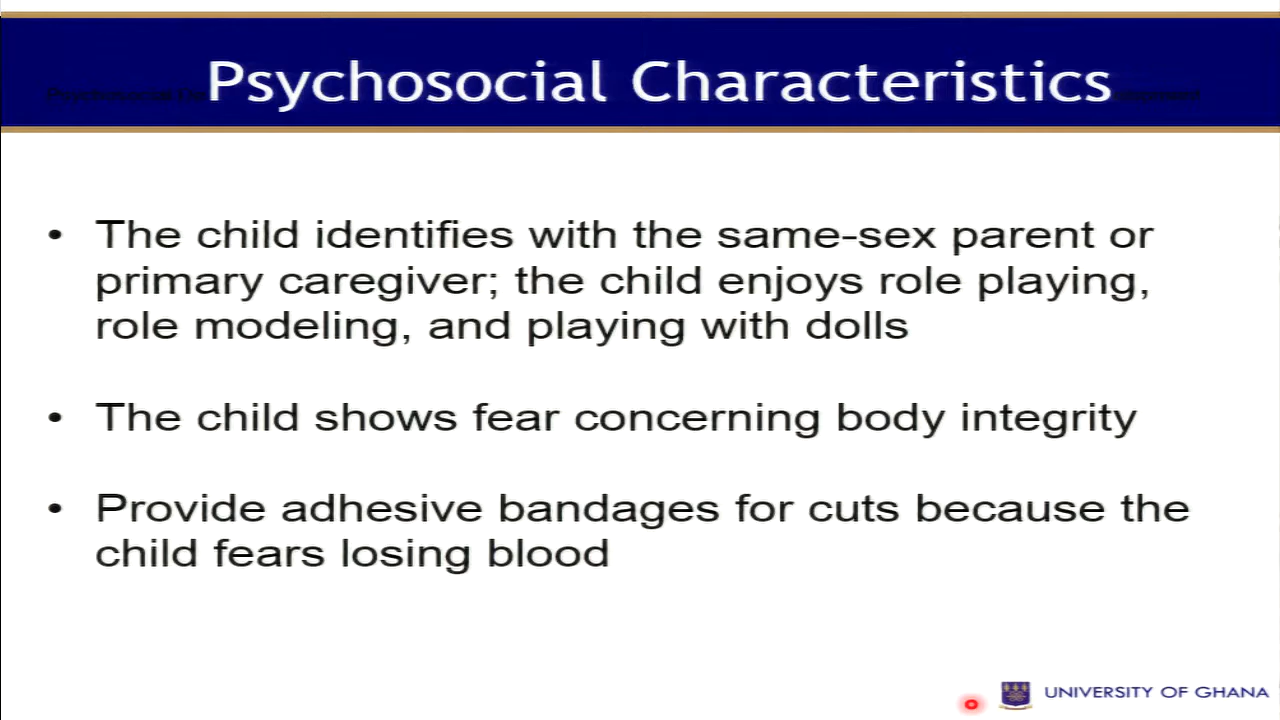 Psychosocial Characteristics
• The child identifies with the same-sex parent or
primary caregiver; the child enjoys role playing,
role modeling, and playing with dolls
• The child shows fear concerning body integrity
• Provide adhesive bandages for cuts because the
child fears losing blood
UNIVERSITY OF GHANA